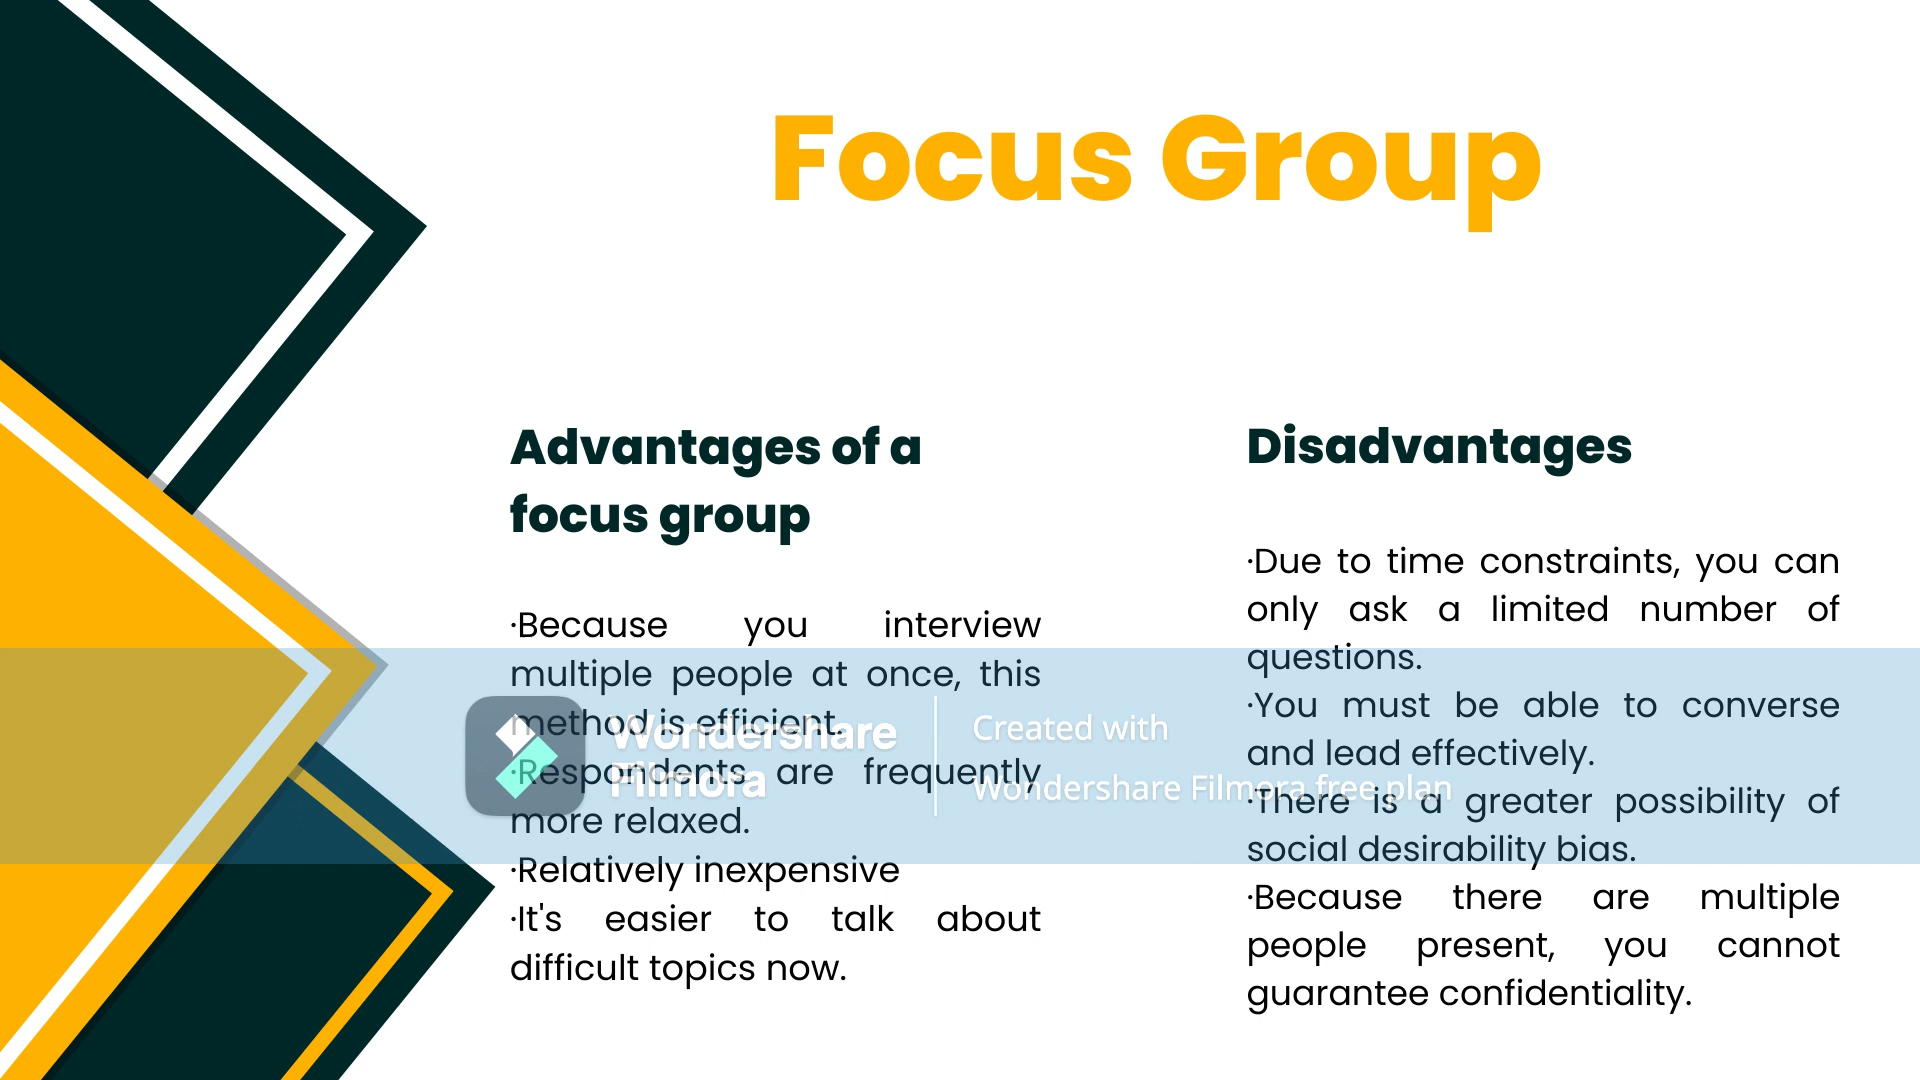 Focus Group
Advantages of a
focus group
·Because you interview
multiple people at once, this
method is efficient.
·Respondents are frequently
more relaxed.
·Relatively inexpensive
·It's easier to talk about
difficult topics now.
Disadvantages
·Due to time constraints, you can
only ask a limited number of
questions.
·You must be able to converse
and lead effectively.
·There is a greater possibility of
social desirability bias.
·Because there are multiple
people present, you cannot
guarantee confidentiality.
Wondershare
Filmora
Created with
Wondershare Filmora free plan